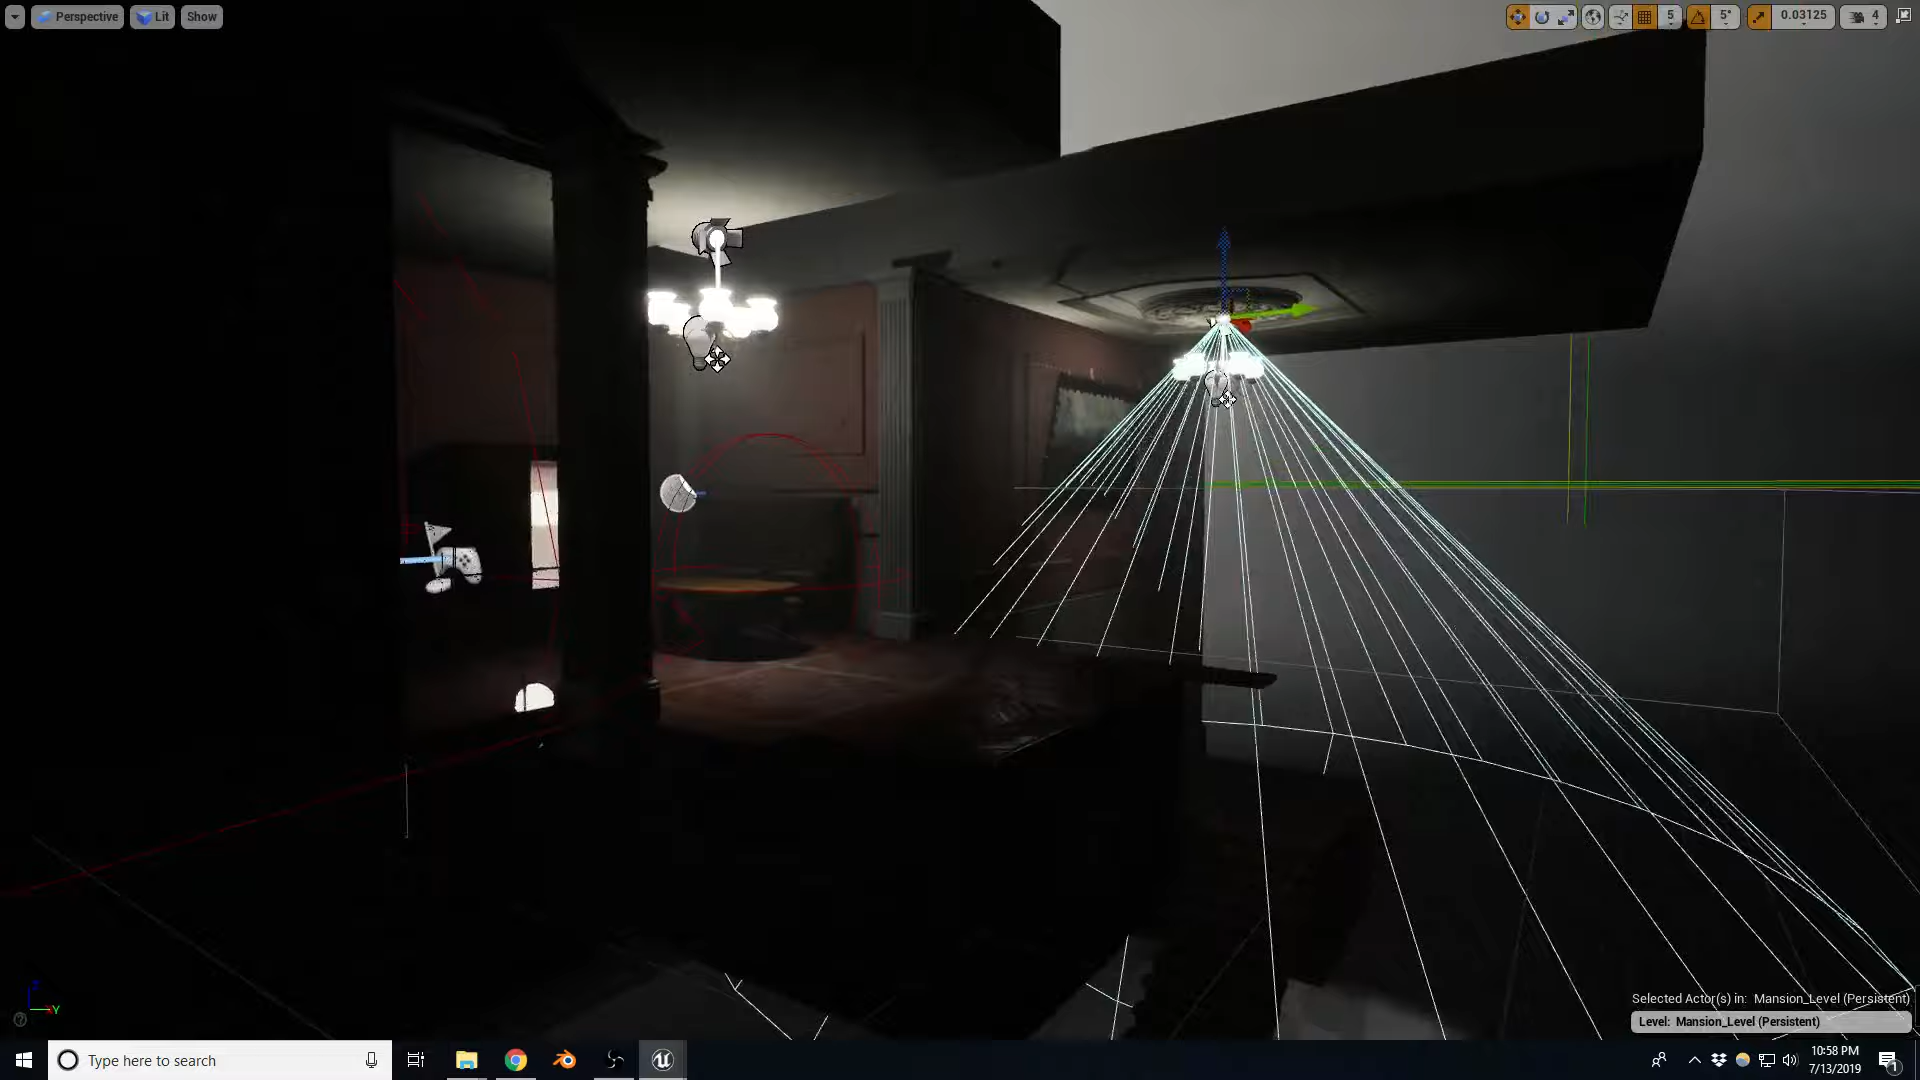 Perspective
Lit
Show
5
5°
0.03125
4
Z
Y
Selected Actor(s) in: Mansion_Level (Persistent)
Level: Mansion_Level (Persistent)
Type here to search
10:58 PM
7/13/2019
1